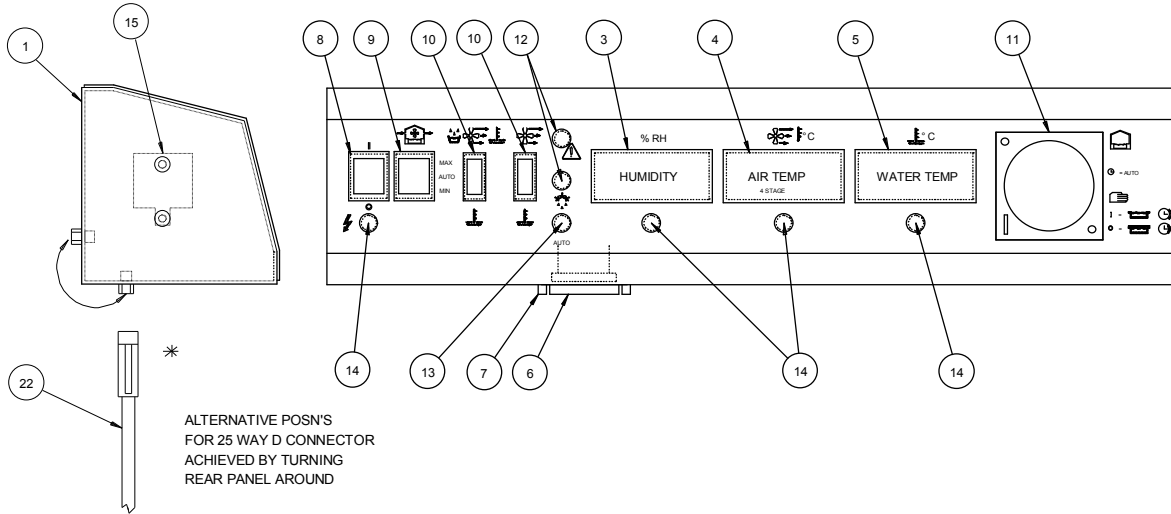 15
1
8
9
10
10
12
3
4
5
11
% RH
°C
° C
I
MAX
AUTO
MIN
HUMIDITY
AIR TEMP
4 STAGE
WATER TEMP
= AUTO
I -
O -
AUTO
14
13
7
6
14
14
22
ALTERNATIVE POSN'S
FOR 25 WAY D CONNECTOR
ACHIEVED BY TURNING
REAR PANEL AROUND